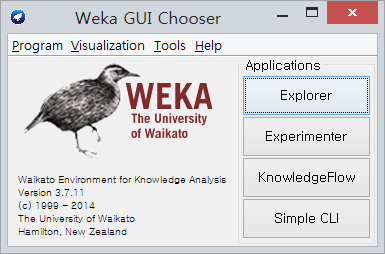 Weka GUI Chooser
Program Visualization Tools Help
Applications
WEKA
The University
of Waikato
Explorer
Experimenter
KnowledgeFlow
Simple CLI
Waikato Environment for Knowledge Analysis
Version 3.7.11
(c) 1999 - 2014
The University of Waikato
Hamilton, New Zealand